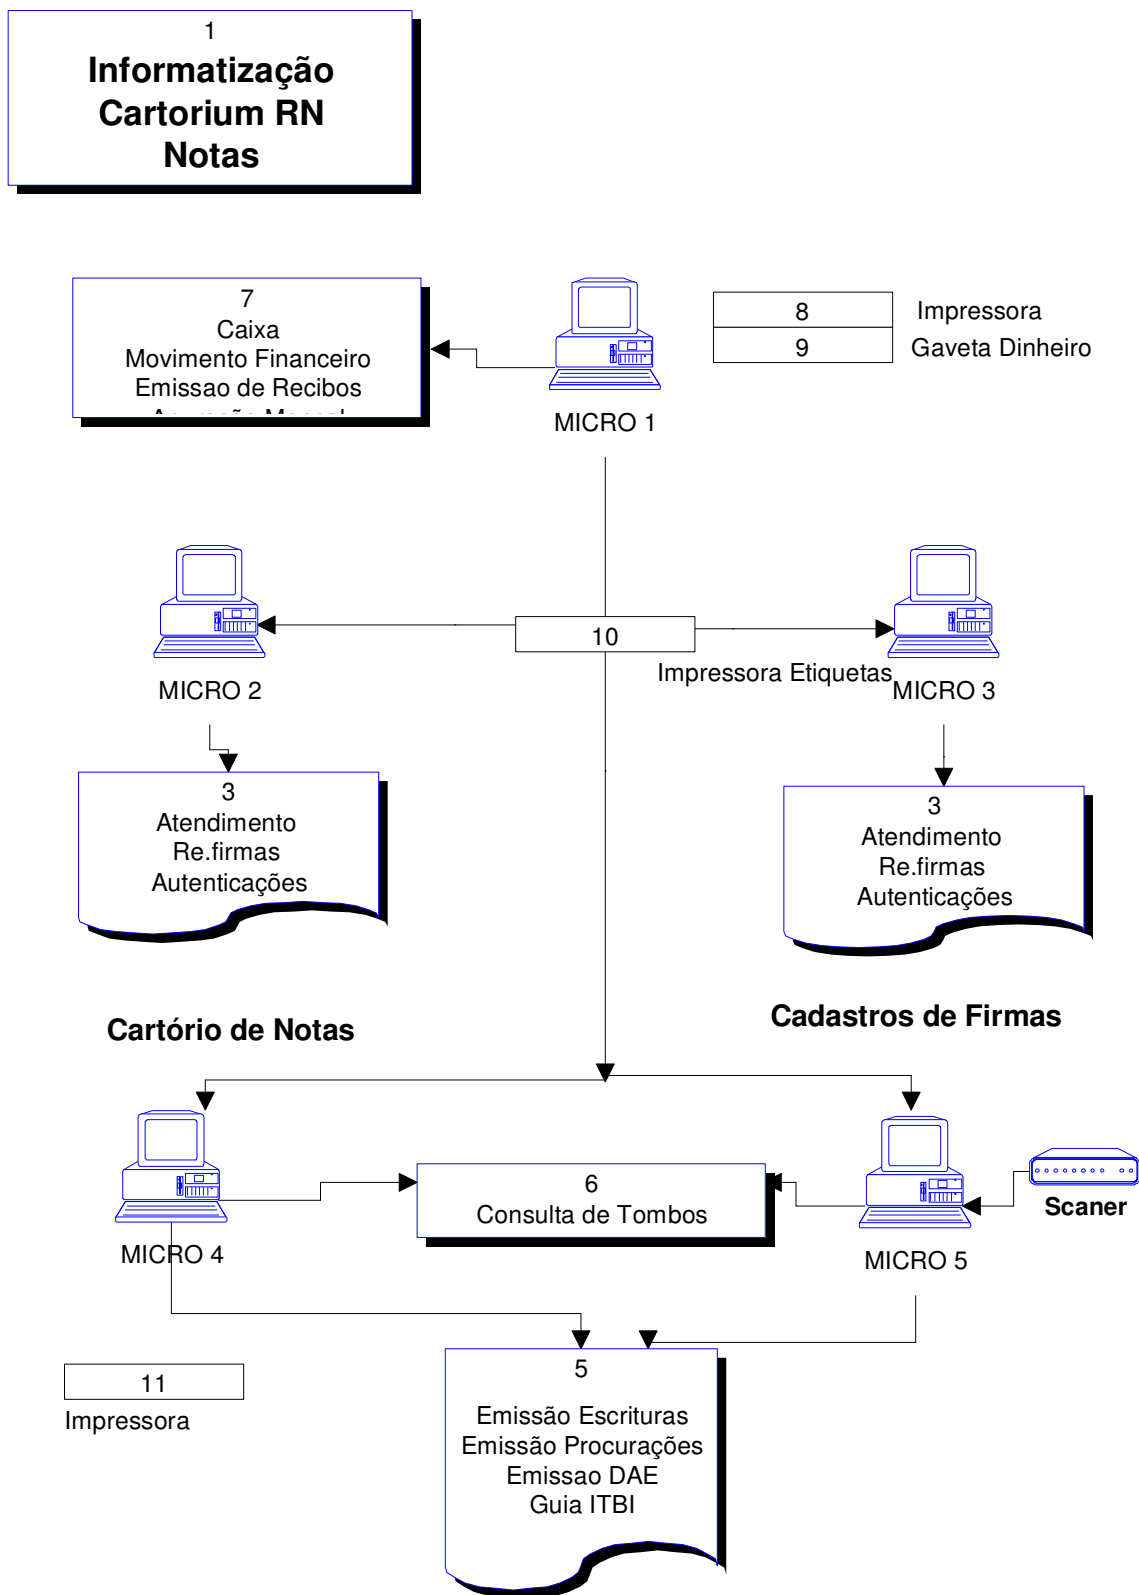 1
Informatização
Cartorium RN
Notas
7
Caixa
Movimento Financeiro
Emissao de Recibos
MICRO 1
8
Impressora
9
Gaveta Dinheiro
10
Impressora Etiquetas
MICRO 2
MICRO 3
3
Atendimento
Re.firmas
Autenticações
3
Atendimento
Re.firmas
Autenticações
Cartório de Notas
Cadastros de Firmas
6
Consulta de Tombos
Scaner
MICRO 4
MICRO 5
11
Impressora
5
Emissão Escrituras
Emissão Procurações
Emissao DAE
Guia ITBI